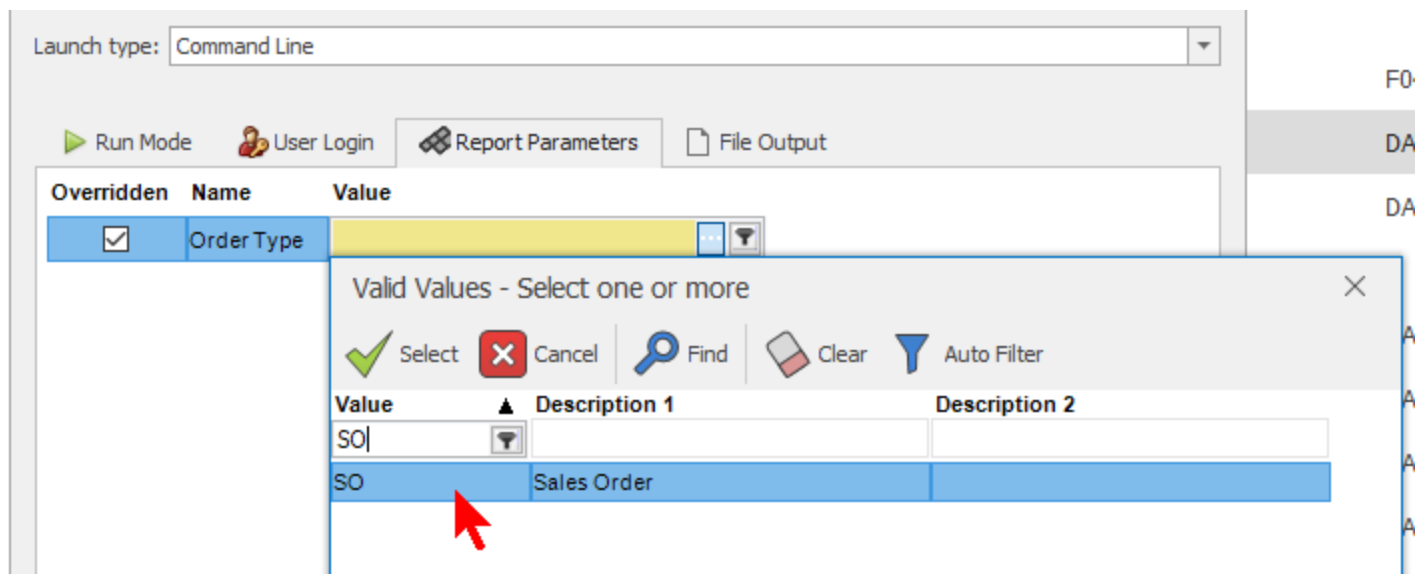 Launch type: Command Line
F0
DA
Run Mode User Login Report Parameters File Output
DA
Overridden Name Value
Order Type
Valid Values - Select one or more
Select Cancel Find Clear Auto Filter
Value Description 1 Description 2
SO
SO Sales Order